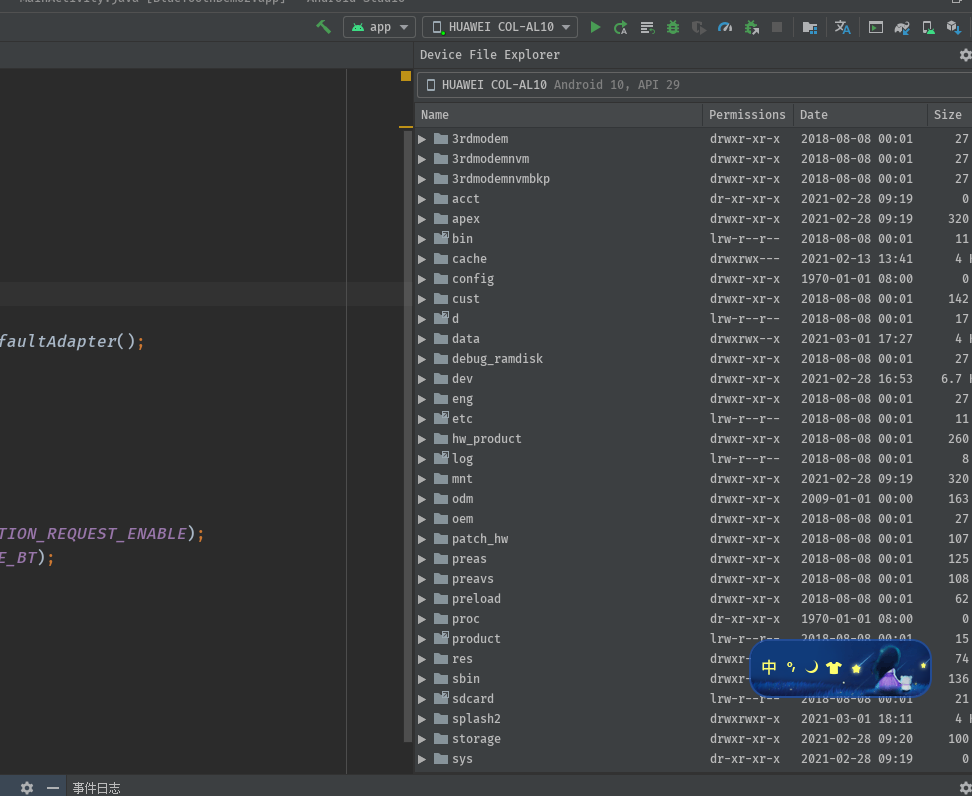 MainActivity.java [BlueToothDemo2.app] - Android Studio
app HUAWEI COL-AL10
Device File Explorer
HUAWEI COL-AL10 Android 10, API 29
Name Permissions Date Size
3rdmodem drwxr-xr-x 2018-08-08 00:01 27
3rdmodemnvm drwxr-xr-x 2018-08-08 00:01 27
3rdmodemnvmbkp drwxr-xr-x 2018-08-08 00:01 27
acct dr-xr-xr-x 2021-02-28 09:19 0
apex drwxr-xr-x 2021-02-28 09:19 320
bin lrw-r--r-- 2018-08-08 00:01 11
cache drwxrwx--- 2021-02-13 13:41 4
config drwxr-xr-x 1970-01-01 08:00 0
cust drwxr-xr-x 2018-08-08 00:01 142
d lrw-r--r-- 2018-08-08 00:01 17
faultAdapter();
data drwxrwx--x 2021-03-01 17:27 4
debug_ramdisk drwxr-xr-x 2018-08-08 00:01 27
dev drwxr-xr-x 2021-02-28 16:53 6.7
eng drwxr-xr-x 2018-08-08 00:01 27
etc lrw-r--r-- 2018-08-08 00:01 11
hw_product drwxr-xr-x 2018-08-08 00:01 260
log lrw-r--r-- 2018-08-08 00:01 8
mnt drwxr-xr-x 2021-02-28 09:19 320
odm drwxr-xr-x 2009-01-01 00:00 163
oem drwxr-xr-x 2018-08-08 00:01 27
TION_REQUEST_ENABLE);
patch_hw drwxr-xr-x 2018-08-08 00:01 107
E_BT);
preas drwxr-xr-x 2018-08-08 00:01 125
preavs drwxr-xr-x 2018-08-08 00:01 108
preload drwxr-xr-x 2018-08-08 00:01 62
proc dr-xr-xr-x 1970-01-01 08:00 0
product lrw-r--r-- 2018-08-08 00:01 15
res drwxr- 74
中 °,
sbin drwxr- 136
sdcard lrw-r--r-- 2018-08-08 00:01 21
splash2 drwxrwxr-x 2021-03-01 18:11 4
storage drwxr-xr-x 2021-02-28 09:20 100
sys dr-xr-xr-x 2021-02-28 09:19 0
事件日志